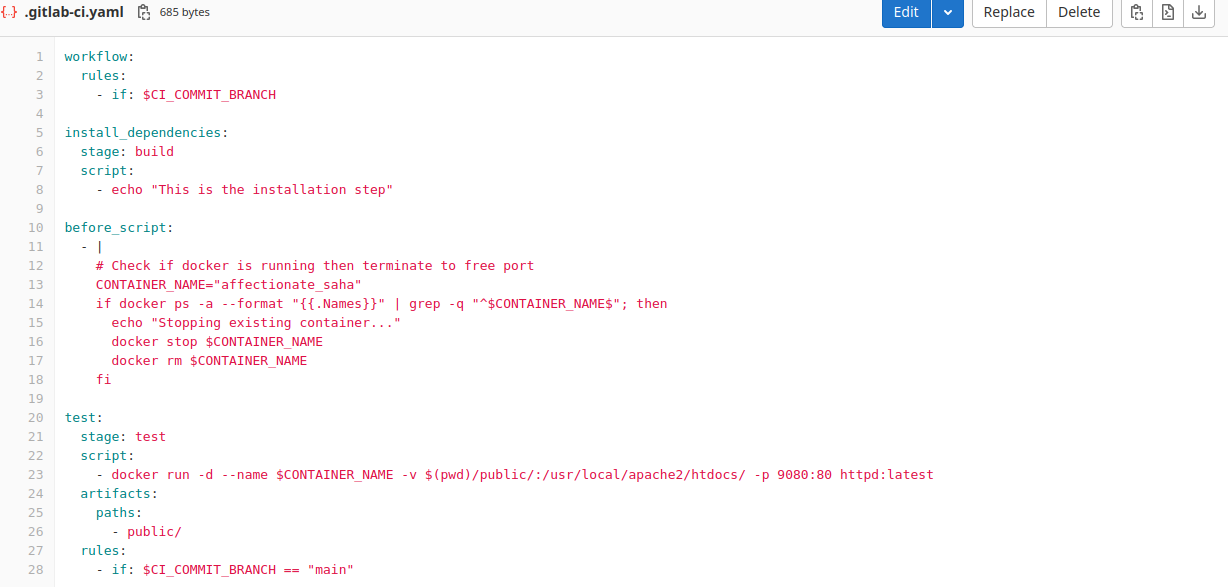 {...} .gitlab-ci.yaml 685 bytes Edit Replace Delete
1 workflow:
2 rules:
3 - if: $CI_COMMIT_BRANCH
4
5 install_dependencies:
6 stage: build
7 script:
8 - echo "This is the installation step"
9
10 before_script:
11 - |
12 # Check if docker is running then terminate to free port
13 CONTAINER_NAME="affectionate_saha"
14 if docker ps -a --format "{{.Names}}" | grep -q "^$CONTAINER_NAME$"; then
15 echo "Stopping existing container..."
16 docker stop $CONTAINER_NAME
17 docker rm $CONTAINER_NAME
18 fi
19
20 test:
21 stage: test
22 script:
23 - docker run -d --name $CONTAINER_NAME -v $(pwd)/public/:/usr/local/apache2/htdocs/ -p 9080:80 httpd:latest
24 artifacts:
25 paths:
26 - public/
27 rules:
28 - if: $CI_COMMIT_BRANCH == "main"